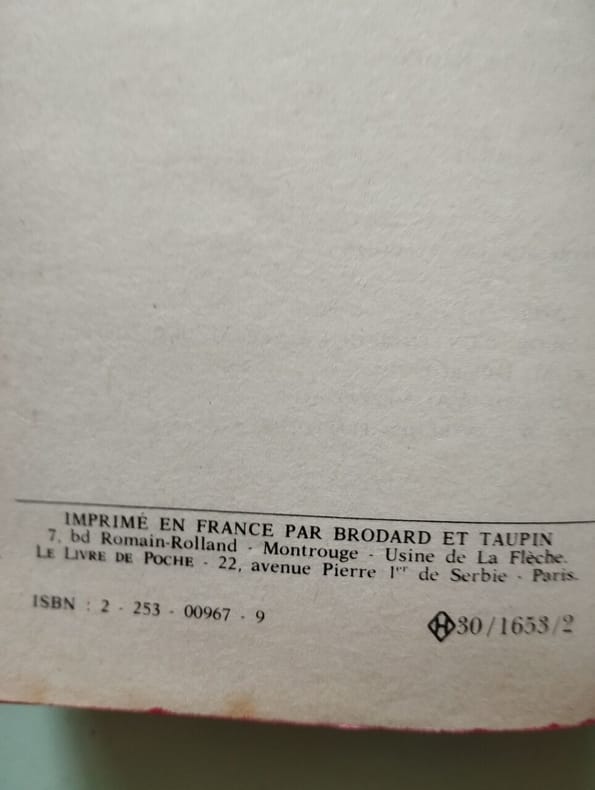 IMPRIMÉ EN FRANCE PAR BRODARD ET TAUPIN
7, bd Romain-Rolland - Montrouge - Usine de La Flèche.
LE LIVRE DE POCHE - 22, avenue Pierre 1er de Serbie - Paris.
ISBN : 2 - 253 - 00967 - 9
H 30/1653/2